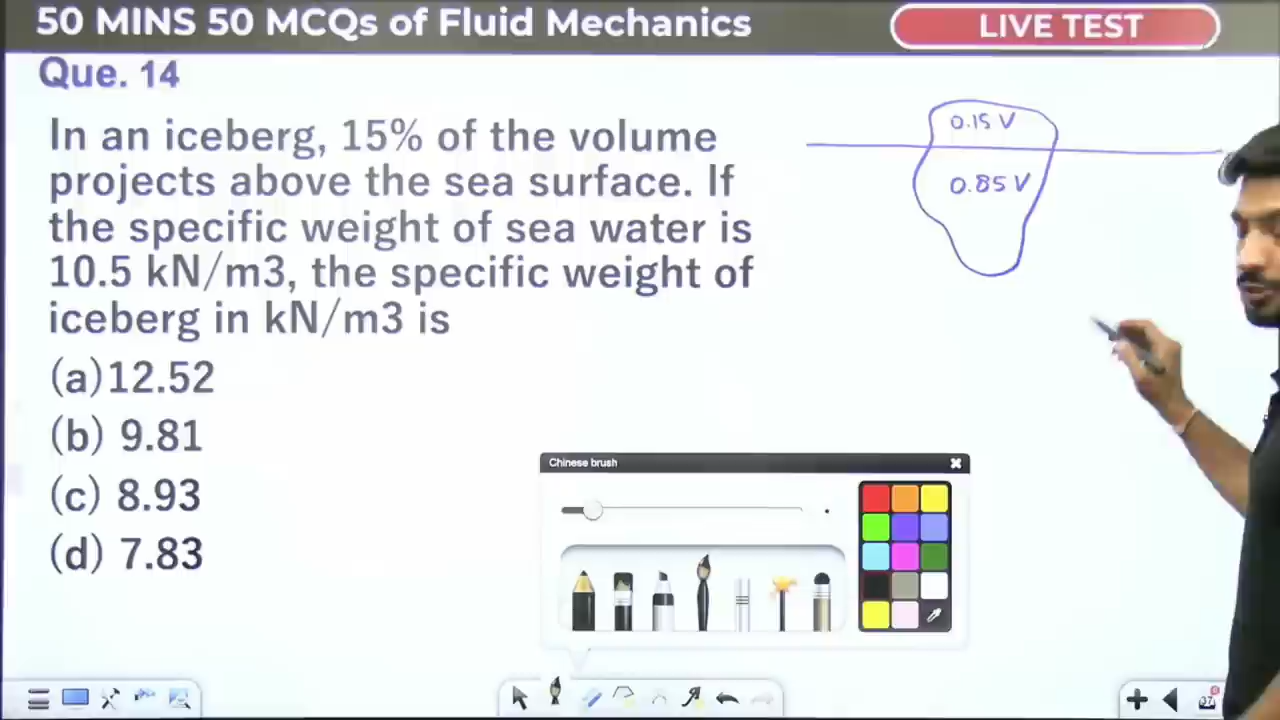 50 MINS 50 MCQs of Fluid Mechanics
LIVE TEST
Que. 14
In an iceberg, 15% of the volume
projects above the sea surface. If
the specific weight of sea water is
10.5 kN/m3, the specific weight of
iceberg in kN/m3 is
(a)12.52
(b) 9.81
(c) 8.93
(d) 7.83
0.15 V
0.85 V
Chinese brush